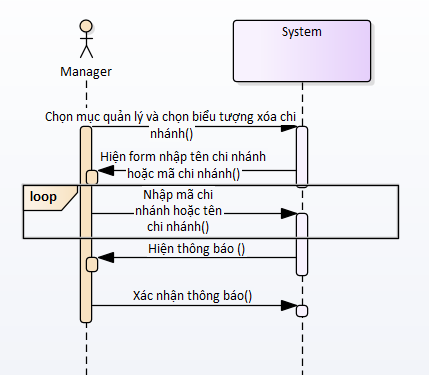 System
Manager
Chọn mục quản lý và chọn biểu tượng xóa chi
nhánh()
Hiện form nhập tên chi nhánh
hoặc mã chi nhánh()
loop
Nhập mã chi
nhánh hoặc tên
chi nhánh()
Hiện thông báo ()
Xác nhận thông báo()